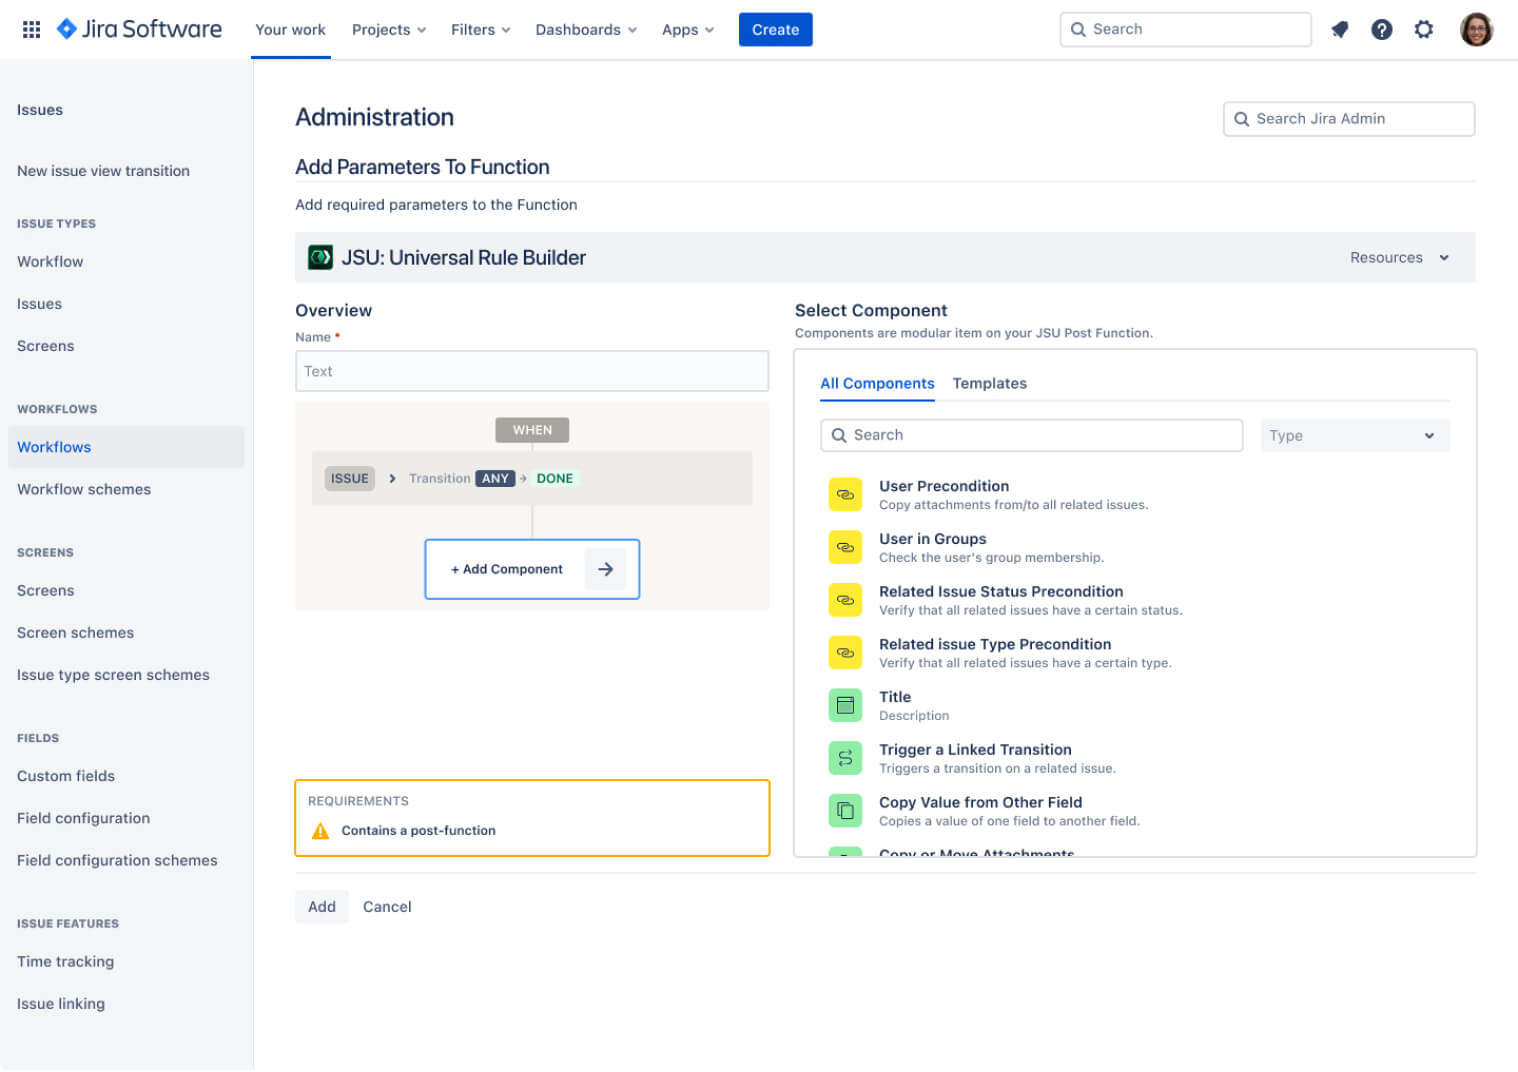 Jira Software
Your work
Projects
Filters
Dashboards
Apps
Create
Search
Issues
New issue view transition
ISSUE TYPES
Workflow
Issues
Screens
WORKFLOWS
Workflows
Workflow schemes
SCREENS
Screens
Screen schemes
Issue type screen schemes
FIELDS
Custom fields
Field configuration
Field configuration schemes
ISSUE FEATURES
Time tracking
Issue linking
Administration
Search Jira Admin
Add Parameters To Function
Add required parameters to the Function
JSU: Universal Rule Builder
Resources
Overview
Name *
Text
WHEN
ISSUE
Transition ANY → DONE
+ Add Component
REQUIREMENTS
Contains a post-function
Add
Cancel
Select Component
Components are modular item on your JSU Post Function.
All Components
Templates
Search
Type
User Precondition
Copy attachments from/to all related issues.
User in Groups
Check the user's group membership.
Related Issue Status Precondition
Verify that all related issues have a certain status.
Related issue Type Precondition
Verify that all related issues have a certain type.
Title
Description
Trigger a Linked Transition
Triggers a transition on a related issue.
Copy Value from Other Field
Copies a value of one field to another field.
Copy or Move Attachments